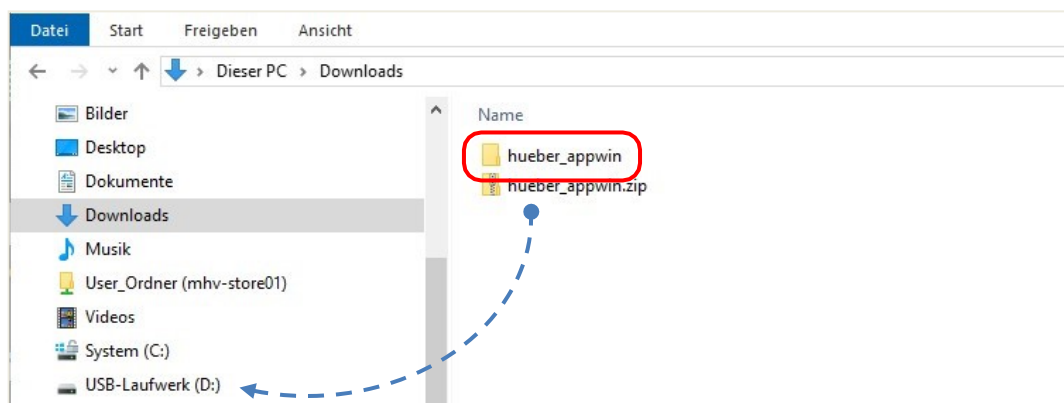 Datei Start Freigeben Ansicht
Dieser PC > Downloads
Bilder
Desktop
Dokumente
Downloads
Musik
User_Ordner (mhv-store01)
Videos
System (C:)
USB-Laufwerk (D:)
Name
hueber_appwin
hueber_appwin.zip